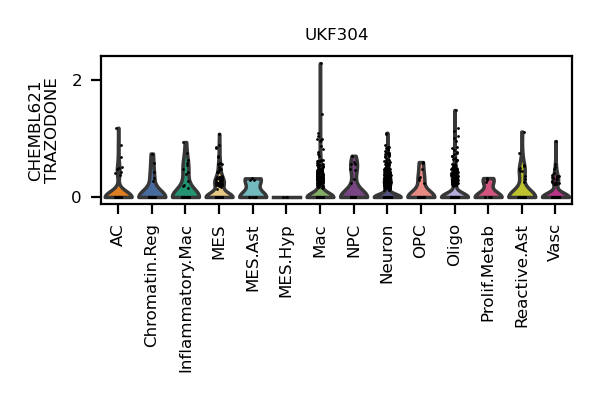 UKF304
CHEMBL621
TRAZODONE
2
0
AC
Chromatin.Reg
Inflammatory.Mac
MES
MES.Ast
MES.Hyp
Mac
NPC
Neuron
OPC
Oligo
Prolif.Metab
Reactive.Ast
Vasc